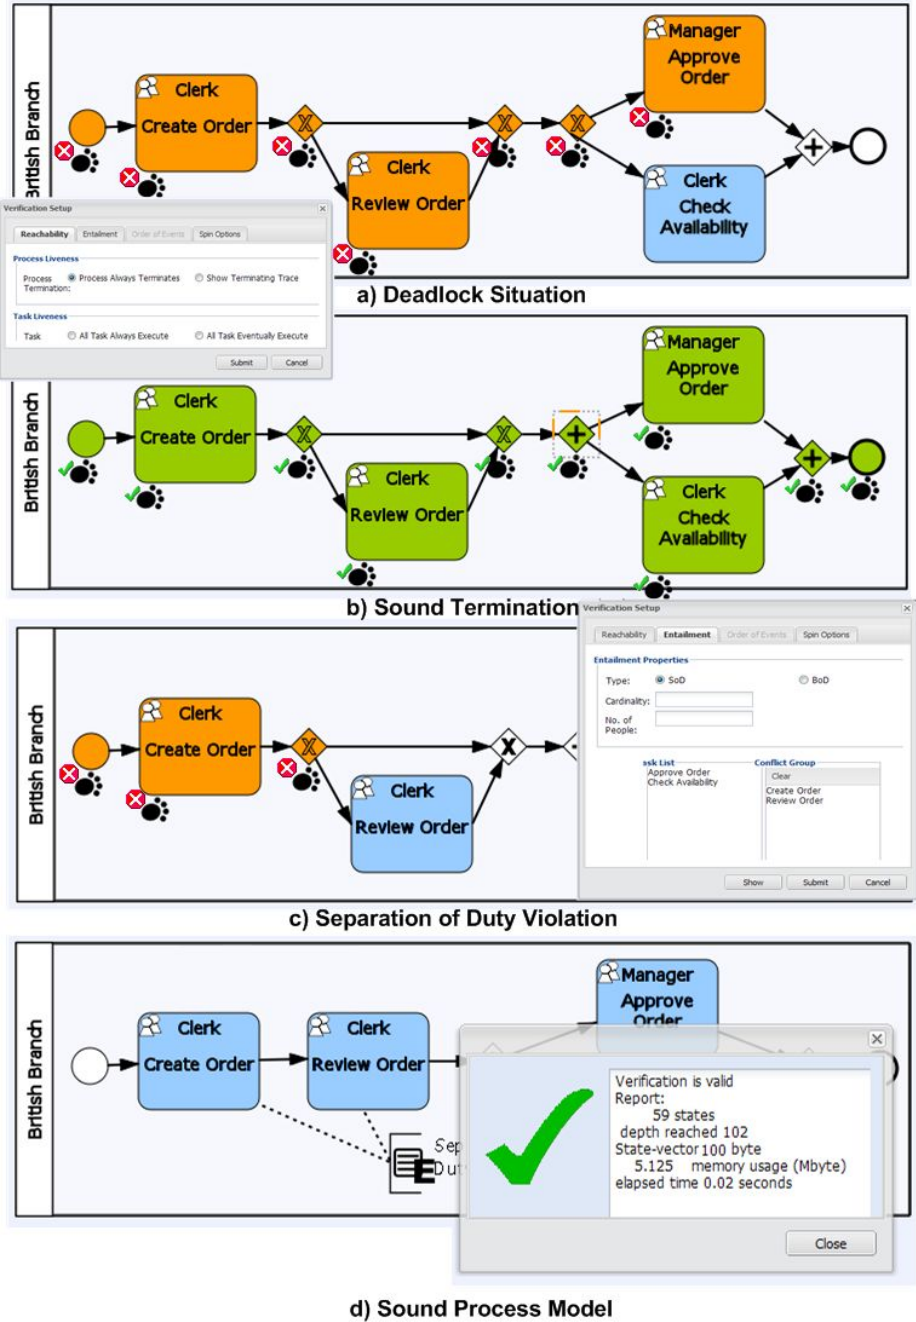 British Branch
Clerk
Create Order
X
Clerk
Review Order
X
X
Manager
Approve
Order
Clerk
Check
Availability
Verification Setup
Reachability Entailment Order of Events Spin Options
Process Liveness
Process Termination: Process Always Terminates Show Terminating Trace
Task Liveness
Task All Task Always Execute All Task Eventually Execute
Submit Cancel
a) Deadlock Situation
British Branch
Clerk
Create Order
X
Clerk
Review Order
X
Manager
Approve
Order
Clerk
Check
Availability
b) Sound Termination
British Branch
Clerk
Create Order
X
Clerk
Review Order
X
Verification Setup
Reachability Entailment Order of Events Spin Options
Entailment Properties
Type: SoD BoD
Cardinality:
No. of
People:
ask List Conflict Group
Approve Order
Check Availability
Clear
Create Order
Review Order
Show Submit Cancel
c) Separation of Duty Violation
British Branch
Clerk
Create Order
Clerk
Review Order
Manager
Approve
Order
Sep
Dut
E
Verification is valid
Report:
59 states
depth reached 102
State-vector 100 byte
5.125 memory usage (Mbyte)
elapsed time 0.02 seconds
Close
d) Sound Process Model